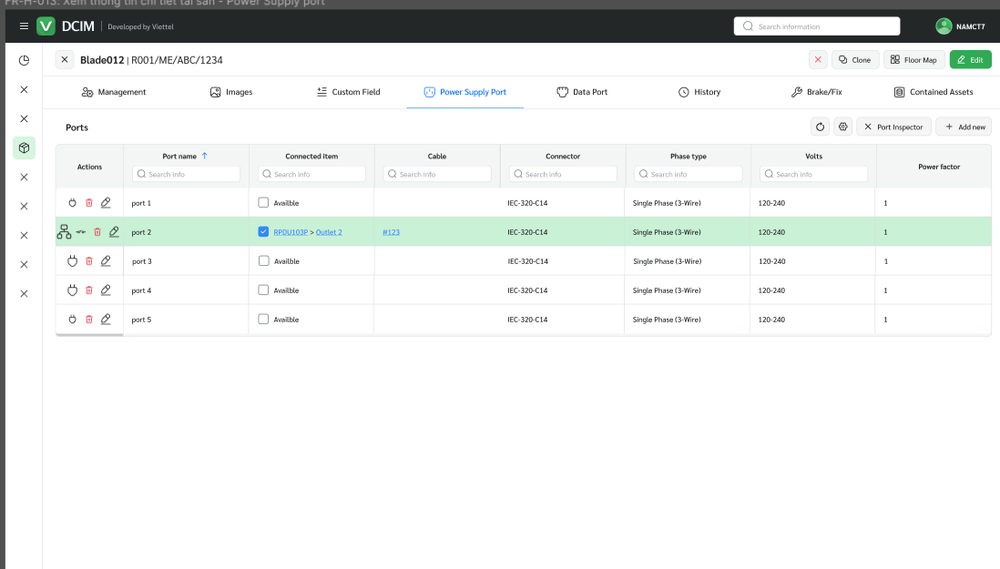 FR-H-013: Xem thông tin chi tiết tài sản - Power Supply port
DCIM | Developed by Viettel
Search information
NAMCT7
Blade012 | R001/ME/ABC/1234
Clone
Floor Map
Edit
Management
Images
Custom Field
Power Supply Port
Data Port
History
Brake/Fix
Contained Assets
Ports
Port Inspector
Add new
Actions
Port name
Connected item
Cable
Connector
Phase type
Volts
Power factor
Search info
Search info
Search info
Search info
Search info
Search info
port 1 Availble IEC-320-C14 Single Phase (3-Wire) 120-240 1
port 2 RPDU103P > Outlet 2 #123 IEC-320-C14 Single Phase (3-Wire) 120-240 1
port 3 Availble IEC-320-C14 Single Phase (3-Wire) 120-240 1
port 4 Availble IEC-320-C14 Single Phase (3-Wire) 120-240 1
port 5 Availble IEC-320-C14 Single Phase (3-Wire) 120-240 1